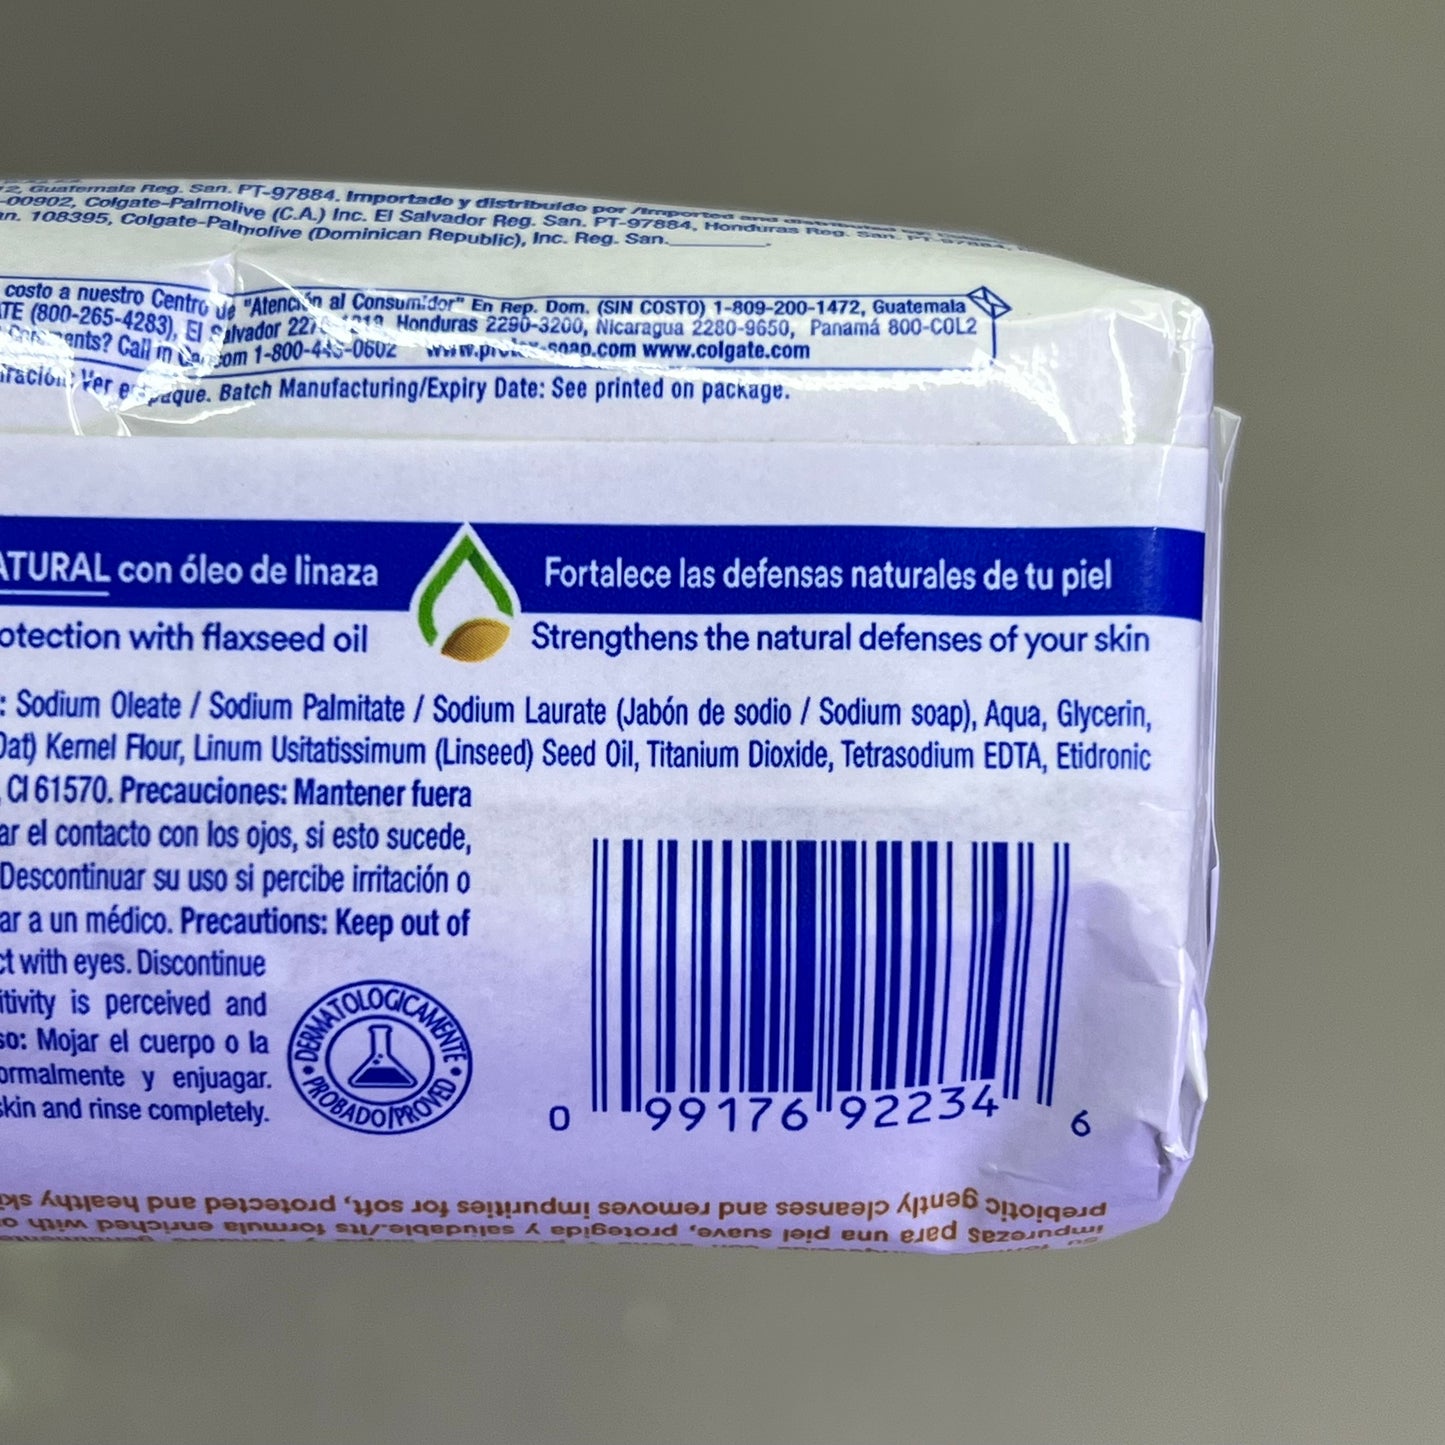 Guatemala Reg. San. PT-97884. Importado y distribuido por /Imported and distributed
-00902, Colgate-Palmolive (C.A.) Inc. El Salvador Reg. San. PT-97884, Honduras Reg. San. PT-97884,
108395, Colgate-Palmolive (Dominican Republic), Inc. Reg. San.
costo a nuestro Centro de "Atención al Consumidor" En Rep. Dom. (SIN COSTO) 1-809-200-1472, Guatemala
(800-265-4283), El Salvador Honduras 2290-3200, Nicaragua 2280-9650, Panamá 800-COL2
Call in 1-800-445-0602 www.protex-soap.com www.colgate.com
Ver empaque. Batch Manufacturing/Expiry Date: See printed on package.
ATURAL con óleo de linaza
Fortalece las defensas naturales de tu piel
otection with flaxseed oil
Strengthens the natural defenses of your skin
: Sodium Oleate / Sodium Palmitate / Sodium Laurate (Jabón de sodio / Sodium soap), Aqua, Glycerin,
Oat) Kernel Flour, Linum Usitatissimum (Linseed) Seed Oil, Titanium Dioxide, Tetrasodium EDTA, Etidronic
, CI 61570. Precauciones: Mantener fuera
ar el contacto con los ojos, si esto sucede,
Descontinuar su uso si percibe irritación o
ar a un médico. Precautions: Keep out of
ct with eyes. Discontinue
itivity is perceived and
so: Mojar el cuerpo o la
ormalmente y enjuagar.
skin and rinse completely.
DERMATOLOGICAMENTE
PROBADO/PROVED
0 99176 92234 6
prebiotic gently cleanses and removes impurities for soft, protected and healthy
impurezas para una piel suave, protegida y saludable./Its formula enriched with